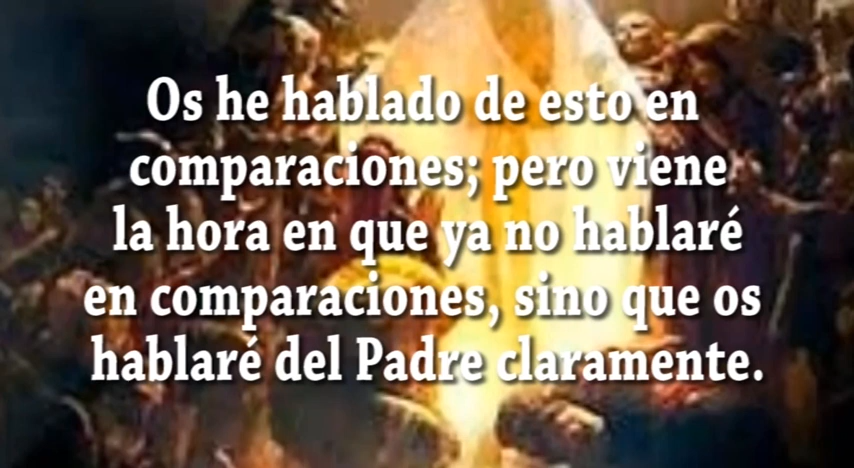 Os he hablado de esto en
comparaciones; pero viene
la hora en que ya no hablaré
en comparaciones, sino que os
hablaré del Padre claramente.